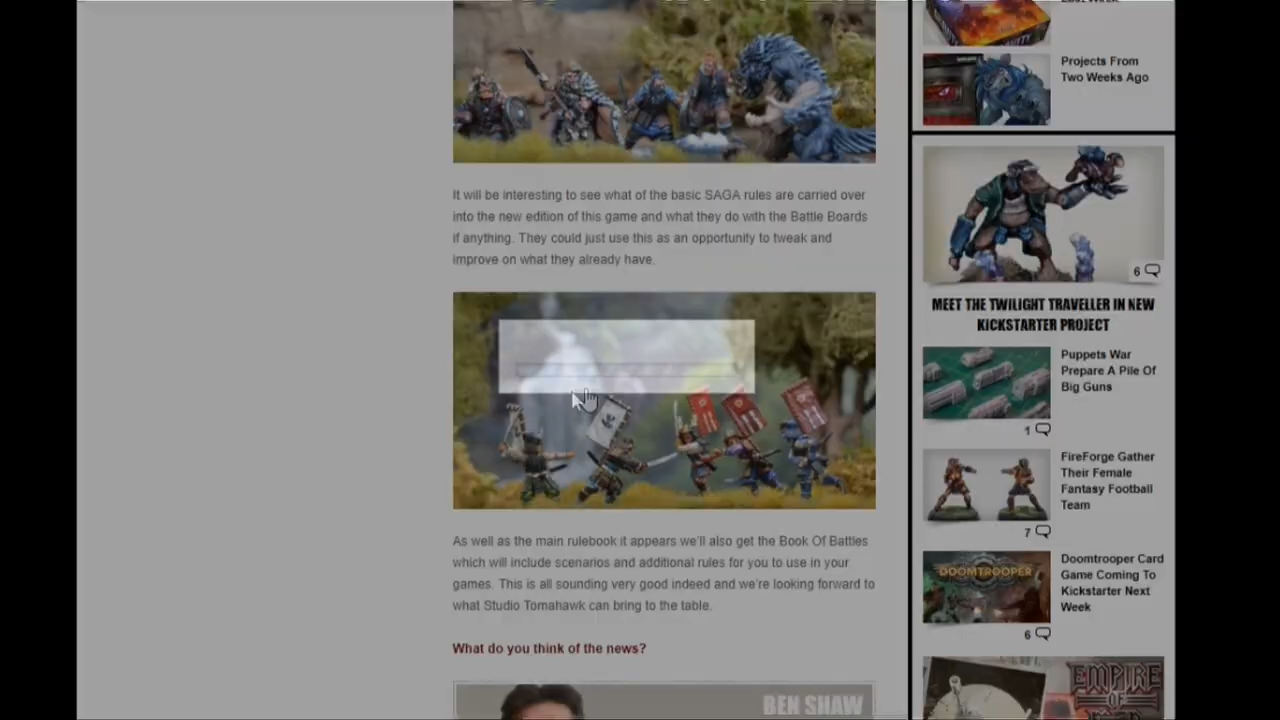 Projects From
Two Weeks Ago
It will be interesting to see what of the basic SAGA rules are carried over
into the new edition of this game and what they do with the Battle Boards
if anything. They could just use this as an opportunity to tweak and
improve on what they already have.
6
MEET THE TWILIGHT TRAVELLER IN NEW
KICKSTARTER PROJECT
Puppets War
Prepare A Pile Of
Big Guns
1
FireForge Gather
Their Female
Fantasy Football
Team
7
As well as the main rulebook it appears we'll also get the Book Of Battles
which will include scenarios and additional rules for you to use in your
games. This is all sounding very good indeed and we're looking forward to
what Studio Tomahawk can bring to the table.
DOOMTROOPER
Doomtrooper Card
Game Coming To
Kickstarter Next
Week
6
What do you think of the news?
BEN SHAW
EMPIRE
OF